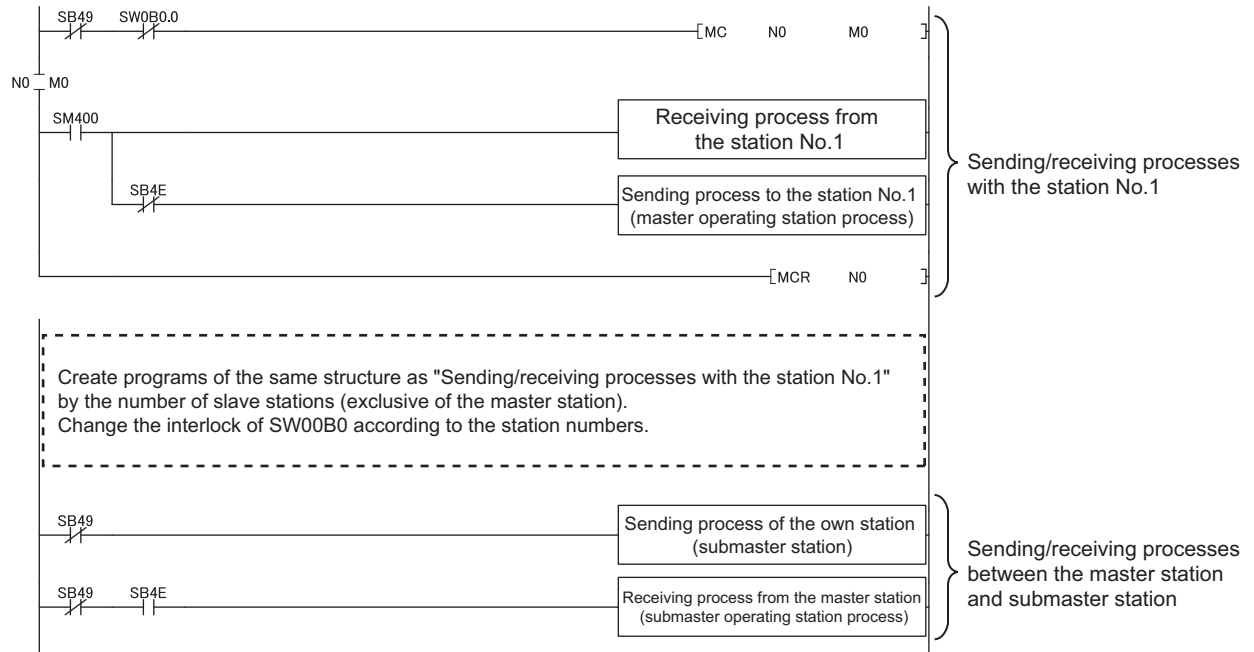 SB49 SW0B0.0
MC N0 M0
N0 M0
SM400
Receiving process from
the station No.1
Sending/receiving processes
with the station No.1
SB4E
Sending process to the station No.1
(master operating station process)
MCR N0
Create programs of the same structure as "Sending/receiving processes with the station No.1"
by the number of slave stations (exclusive of the master station).
Change the interlock of SW00B0 according to the station numbers.
SB49
Sending process of the own station
(submaster station)
Sending/receiving processes
between the master station
and submaster station
SB49 SB4E
Receiving process from the master station
(submaster operating station process)